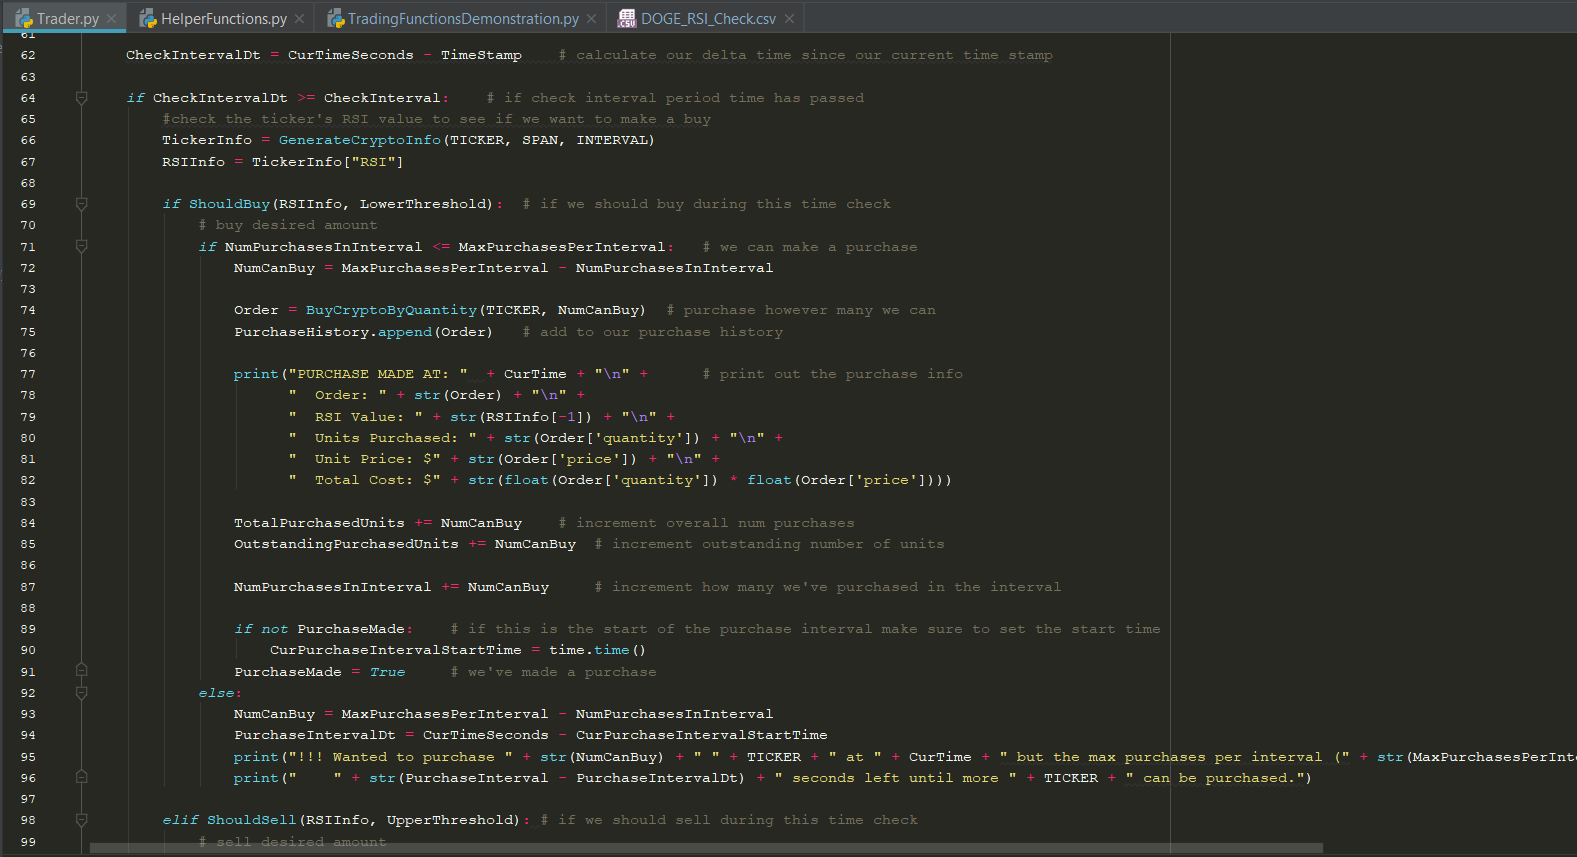 Trader.py × HelperFunctions.py × TradingFunctionsDemonstration.py × DOGE_RSI_Check.csv ×
61
62 CheckIntervalDt = CurTimeSeconds - TimeStamp # calculate our delta time since our current time stamp
63
64 if CheckIntervalDt >= CheckInterval: # if check interval period time has passed
65 #check the ticker's RSI value to see if we want to make a buy
66 TickerInfo = GenerateCryptoInfo(TICKER, SPAN, INTERVAL)
67 RSIInfo = TickerInfo["RSI"]
68
69 if ShouldBuy(RSIInfo, LowerThreshold): # if we should buy during this time check
70 # buy desired amount
71 if NumPurchasesInInterval <= MaxPurchasesPerInterval: # we can make a purchase
72 NumCanBuy = MaxPurchasesPerInterval - NumPurchasesInInterval
73
74 Order = BuyCryptoByQuantity(TICKER, NumCanBuy) # purchase however many we can
75 PurchaseHistory.append(Order) # add to our purchase history
76
77 print("PURCHASE MADE AT: " + CurTime + "\n" + # print out the purchase info
78 " Order: " + str(Order) + "\n" +
79 " RSI Value: " + str(RSIInfo[-1]) + "\n" +
80 " Units Purchased: " + str(Order['quantity']) + "\n" +
81 " Unit Price: $" + str(Order['price']) + "\n" +
82 " Total Cost: $" + str(float(Order['quantity']) * float(Order['price'])))
83
84 TotalPurchasedUnits += NumCanBuy # increment overall num purchases
85 OutstandingPurchasedUnits += NumCanBuy # increment outstanding number of units
86
87 NumPurchasesInInterval += NumCanBuy # increment how many we've purchased in the interval
88
89 if not PurchaseMade: # if this is the start of the purchase interval make sure to set the start time
90 CurPurchaseIntervalStartTime = time.time()
91 PurchaseMade = True # we've made a purchase
92 else:
93 NumCanBuy = MaxPurchasesPerInterval - NumPurchasesInInterval
94 PurchaseIntervalDt = CurTimeSeconds - CurPurchaseIntervalStartTime
95 print("!!! Wanted to purchase " + str(NumCanBuy) + " " + TICKER + " at " + CurTime + " but the max purchases per interval (" + str(MaxPurchasesPerInte
96 print(" " + str(PurchaseInterval - PurchaseIntervalDt) + " seconds left until more " + TICKER + " can be purchased.")
97
98 elif ShouldSell(RSIInfo, UpperThreshold): # if we should sell during this time check
99 # sell desired amount